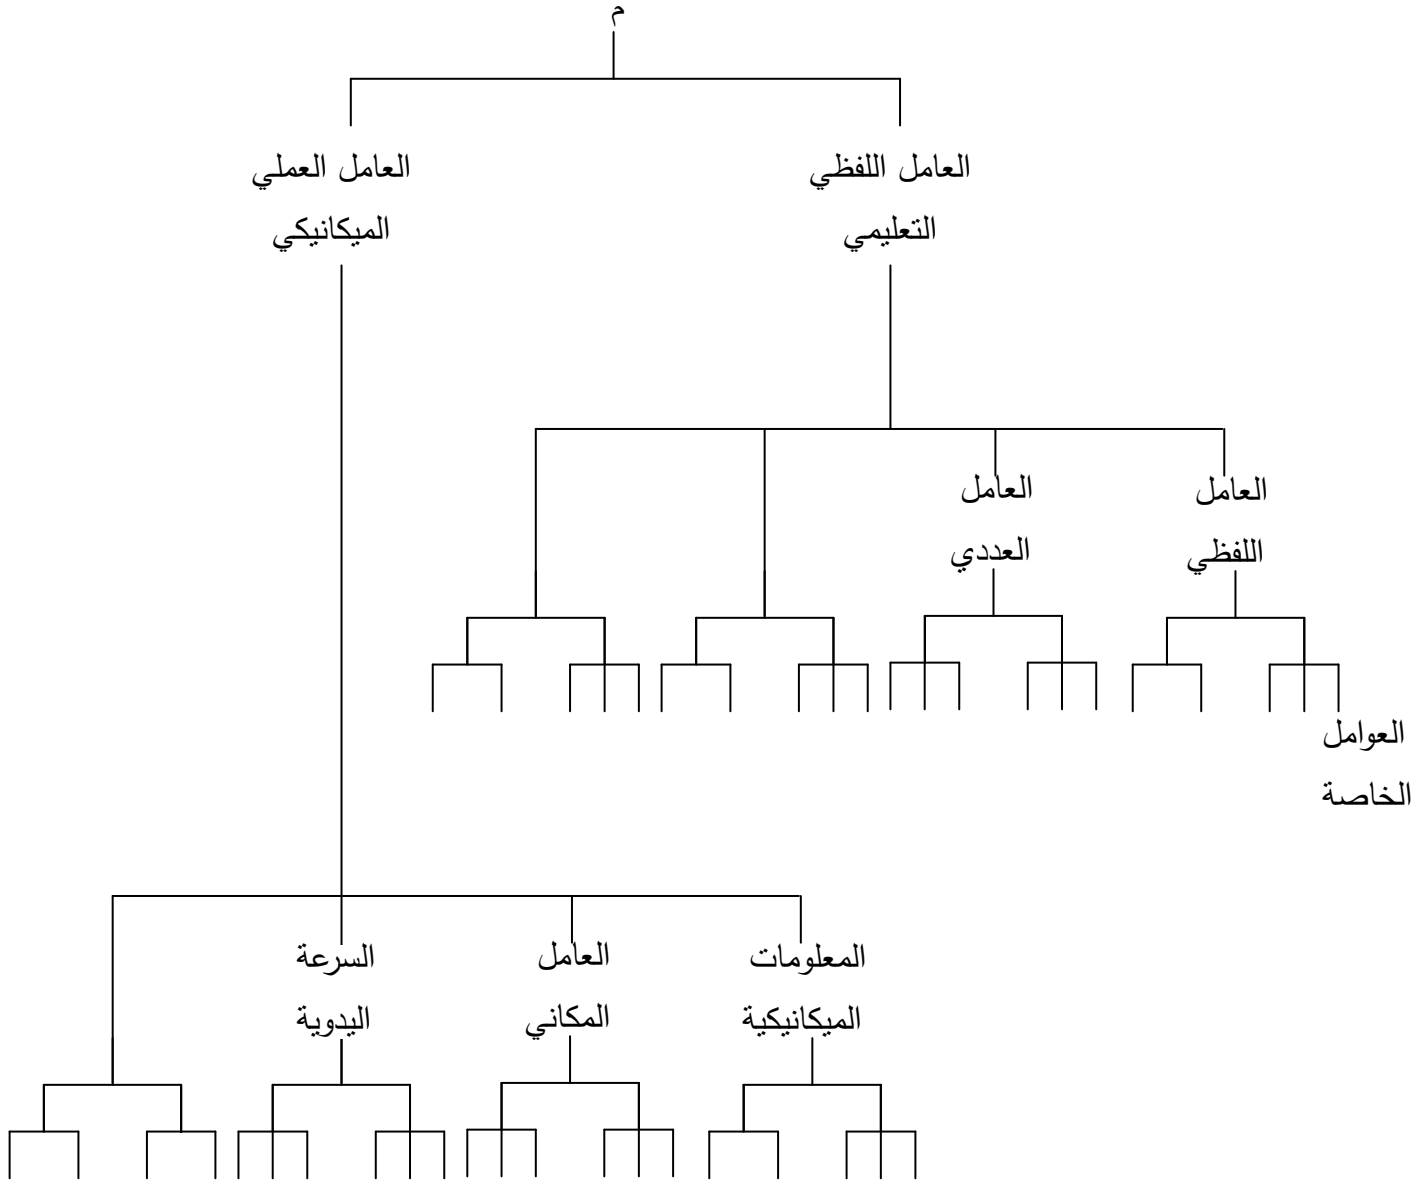 م
العامل اللفظي
التعليمي
العامل العملي
الميكانيكي
العامل
اللفظي
العامل
العددي
العوامل
الخاصة
المعلومات
الميكانيكية
العامل
المكاني
السرعة
اليدوية